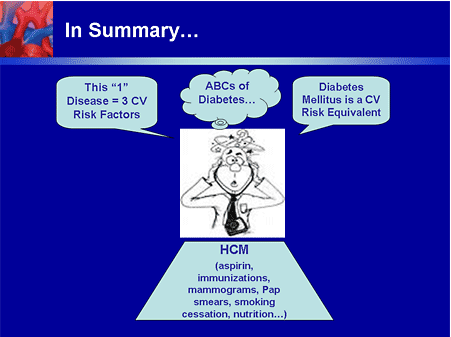 In Summary…
This “1”
Disease = 3 CV
Risk Factors
ABCs of
Diabetes…
Diabetes
Mellitus is a CV
Risk Equivalent
HCM
(aspirin,
immunizations,
mammograms, Pap
smears, smoking
cessation, nutrition…)